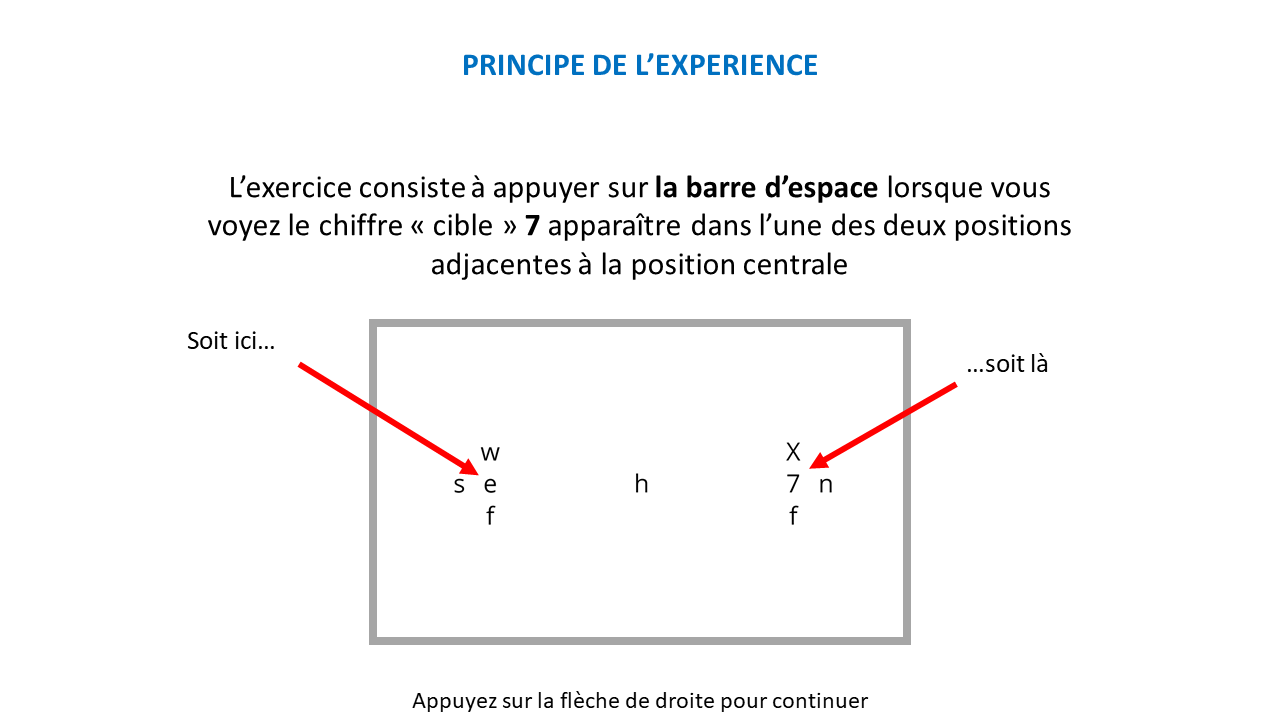 PRINCIPE DE L’EXPERIENCE
L’exercice consiste à appuyer sur la barre d’espace lorsque vous
voyez le chiffre « cible » 7 apparaître dans l’une des deux positions
adjacentes à la position centrale
Soit ici…
…soit là
w X
s e h 7 n
f f
Appuyez sur la flèche de droite pour continuer